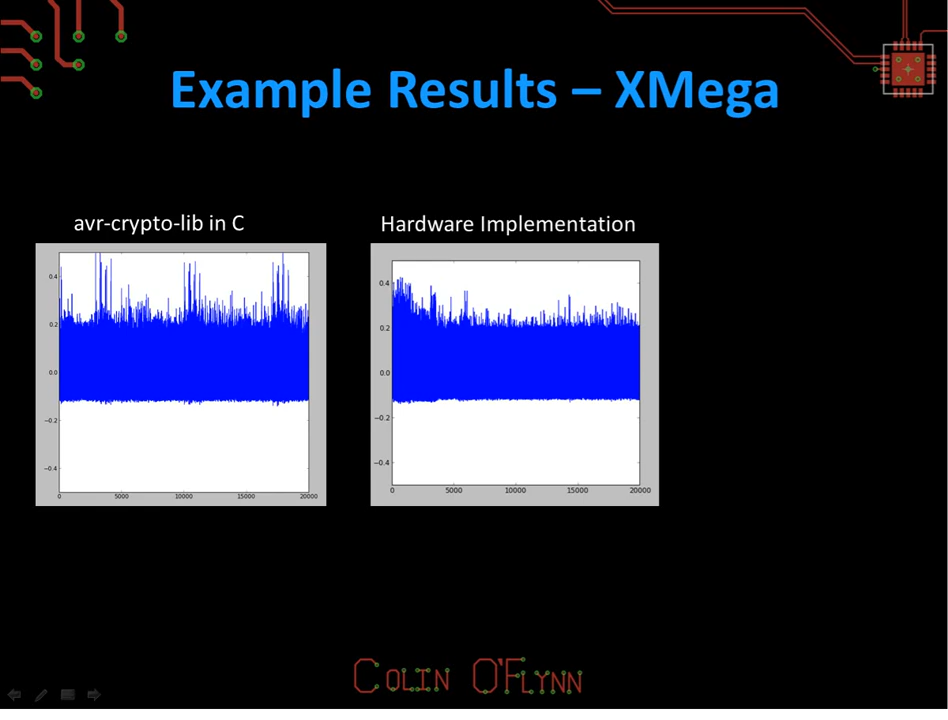 Example Results – XMega
avr-crypto-lib in C
Hardware Implementation
0.4
0.2
0.0
−0.2
−0.4
0 5000 10000 15000 20000
0.4
0.2
0.0
−0.2
−0.4
0 5000 10000 15000 20000
Colin O'Flynn